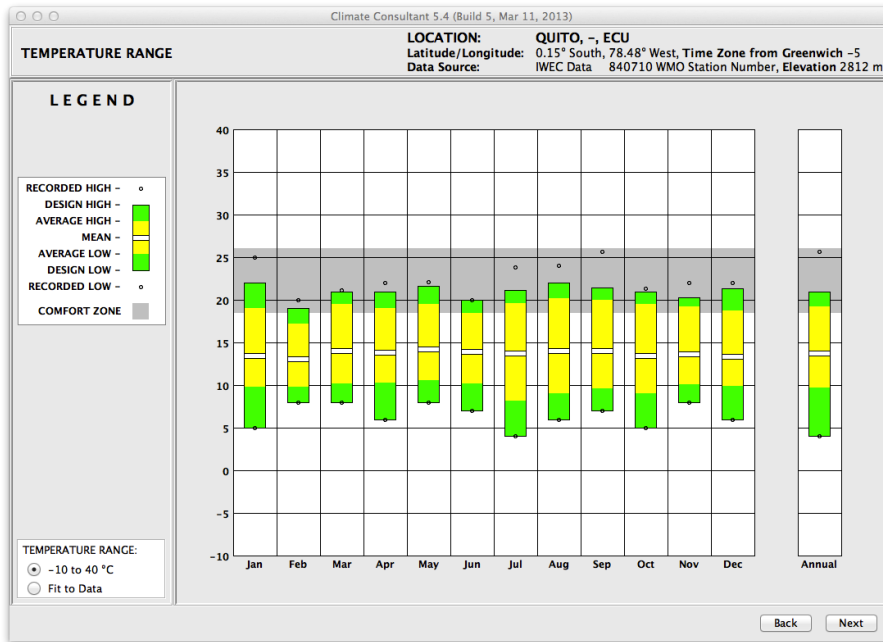 Climate Consultant 5.4 (Build 5, Mar 11, 2013)
TEMPERATURE RANGE
LOCATION: QUITO, -, ECU
Latitude/Longitude: 0.15° South, 78.48° West, Time Zone from Greenwich -5
Data Source: IWEC Data 840710 WMO Station Number, Elevation 2812 m
LEGEND
RECORDED HIGH -
DESIGN HIGH -
AVERAGE HIGH -
MEAN -
AVERAGE LOW -
DESIGN LOW -
RECORDED LOW -
COMFORT ZONE
TEMPERATURE RANGE:
-10 to 40 °C
Fit to Data
40
35
30
25
20
15
10
5
0
-5
-10
Jan Feb Mar Apr May Jun Jul Aug Sep Oct Nov Dec Annual
Back Next